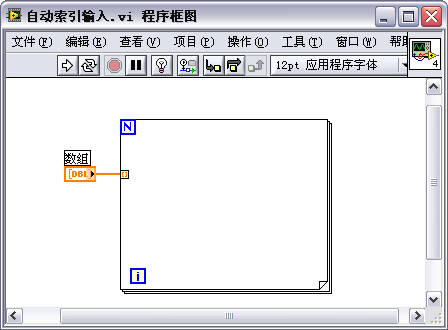 自动索引输入.vi 程序框图
文件(F) 编辑(E) 查看(V) 项目(P) 操作(O) 工具(T) 窗口(W) 帮助
12pt 应用程序字体
4
N
数组
[DBL]
i